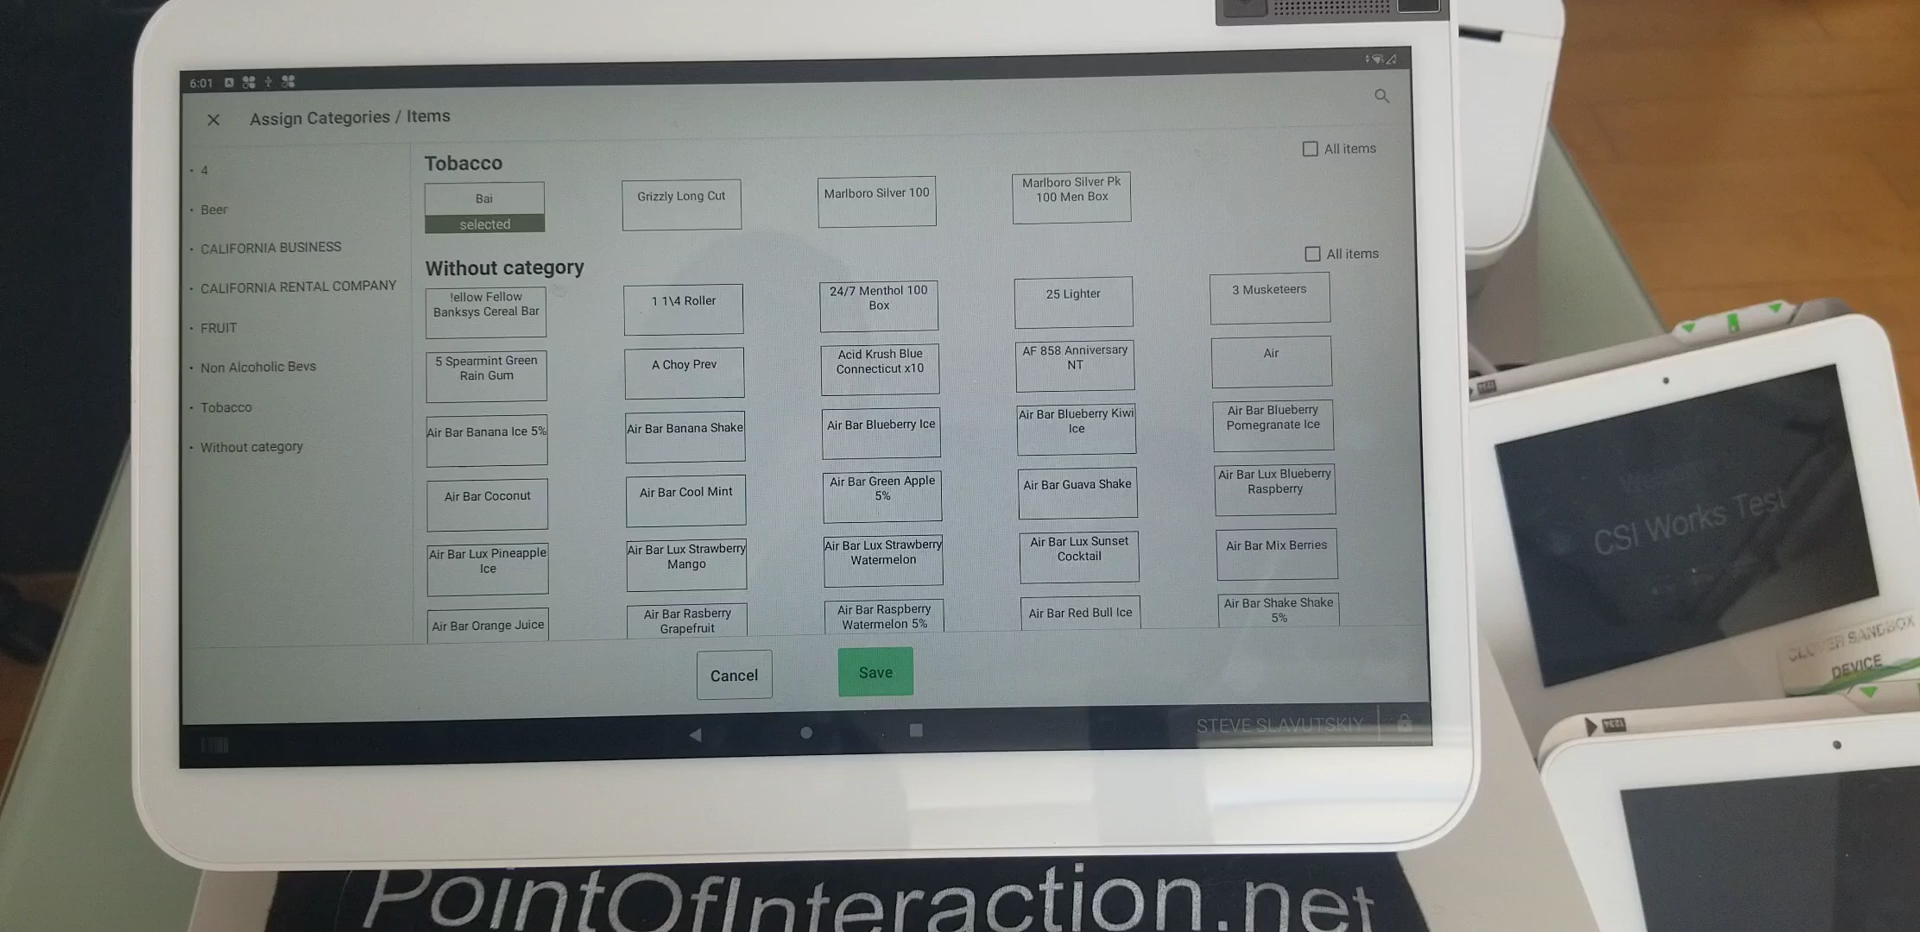 6:01
Assign Categories / Items
4
Beer
CALIFORNIA BUSINESS
CALIFORNIA RENTAL COMPANY
FRUIT
Non Alcoholic Bevs
Tobacco
Without category
Tobacco
All items
Bai
selected
Grizzly Long Cut
Marlboro Silver 100
Marlboro Silver Pk
100 Men Box
Without category
All items
!ellow Fellow
Banksys Cereal Bar
1 1\4 Roller
24/7 Menthol 100
Box
25 Lighter
3 Musketeers
5 Spearmint Green
Rain Gum
A Choy Prev
Acid Krush Blue
Connecticut x10
AF 858 Anniversary
NT
Air
Air Bar Banana Ice 5%
Air Bar Banana Shake
Air Bar Blueberry Ice
Air Bar Blueberry Kiwi
Ice
Air Bar Blueberry
Pomegranate Ice
Air Bar Coconut
Air Bar Cool Mint
Air Bar Green Apple
5%
Air Bar Guava Shake
Air Bar Lux Blueberry
Raspberry
Air Bar Lux Pineapple
Ice
Air Bar Lux Strawberry
Mango
Air Bar Lux Strawberry
Watermelon
Air Bar Lux Sunset
Cocktail
Air Bar Mix Berries
Air Bar Orange Juice
Air Bar Rasberry
Grapefruit
Air Bar Raspberry
Watermelon 5%
Air Bar Red Bull Ice
Air Bar Shake Shake
5%
Cancel
Save
STEVE SLAVUTSKIY
CSI Works Test
CLOVER SANDBOX
DEVICE
1234
PointOfInteraction.net